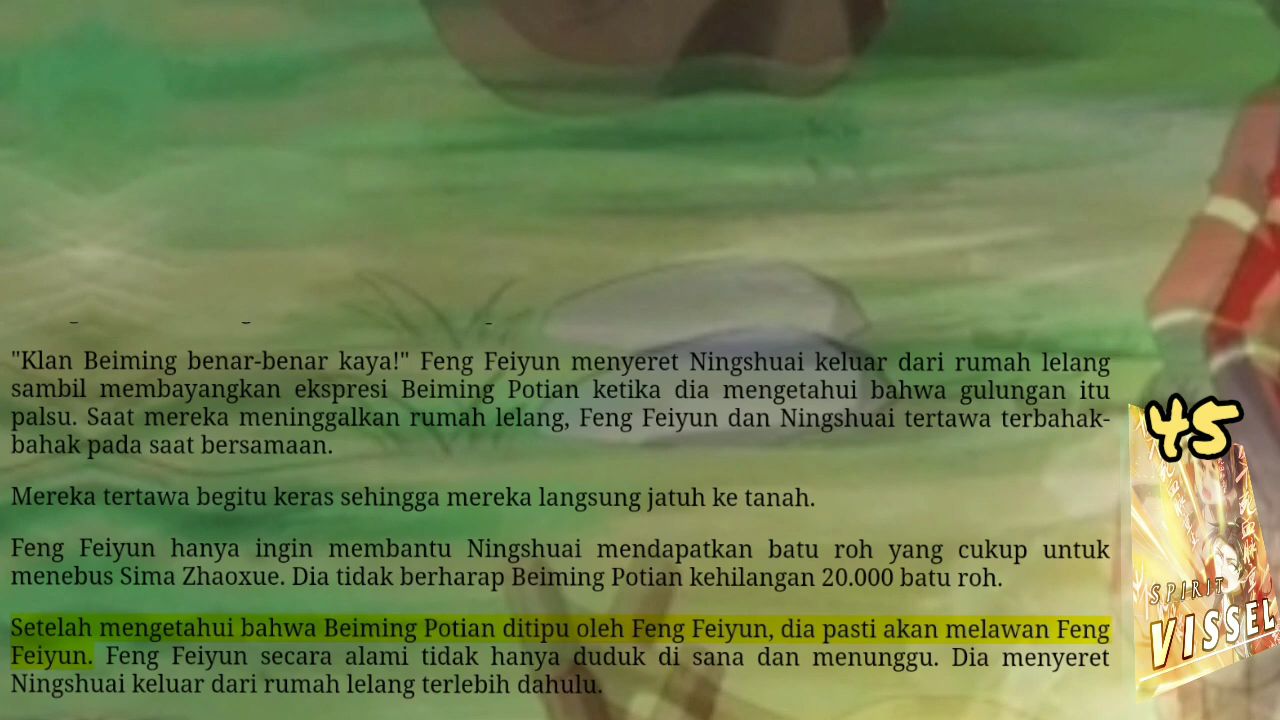 "Klan Beiming benar-benar kaya!" Feng Feiyun menyeret Ningshuai keluar dari rumah lelang
sambil membayangkan ekspresi Beiming Potian ketika dia mengetahui bahwa gulungan itu
palsu. Saat mereka meninggalkan rumah lelang, Feng Feiyun dan Ningshuai tertawa terbahak-
bahak pada saat bersamaan.
Mereka tertawa begitu keras sehingga mereka langsung jatuh ke tanah.
Feng Feiyun hanya ingin membantu Ningshuai mendapatkan batu roh yang cukup untuk
menebus Sima Zhaoxue. Dia tidak berharap Beiming Potian kehilangan 20.000 batu roh.
Setelah mengetahui bahwa Beiming Potian ditipu oleh Feng Feiyun, dia pasti akan melawan Feng
Feiyun. Feng Feiyun secara alami tidak hanya duduk di sana dan menunggu. Dia menyeret
Ningshuai keluar dari rumah lelang terlebih dahulu.
45
SPIRIT
VISSEL